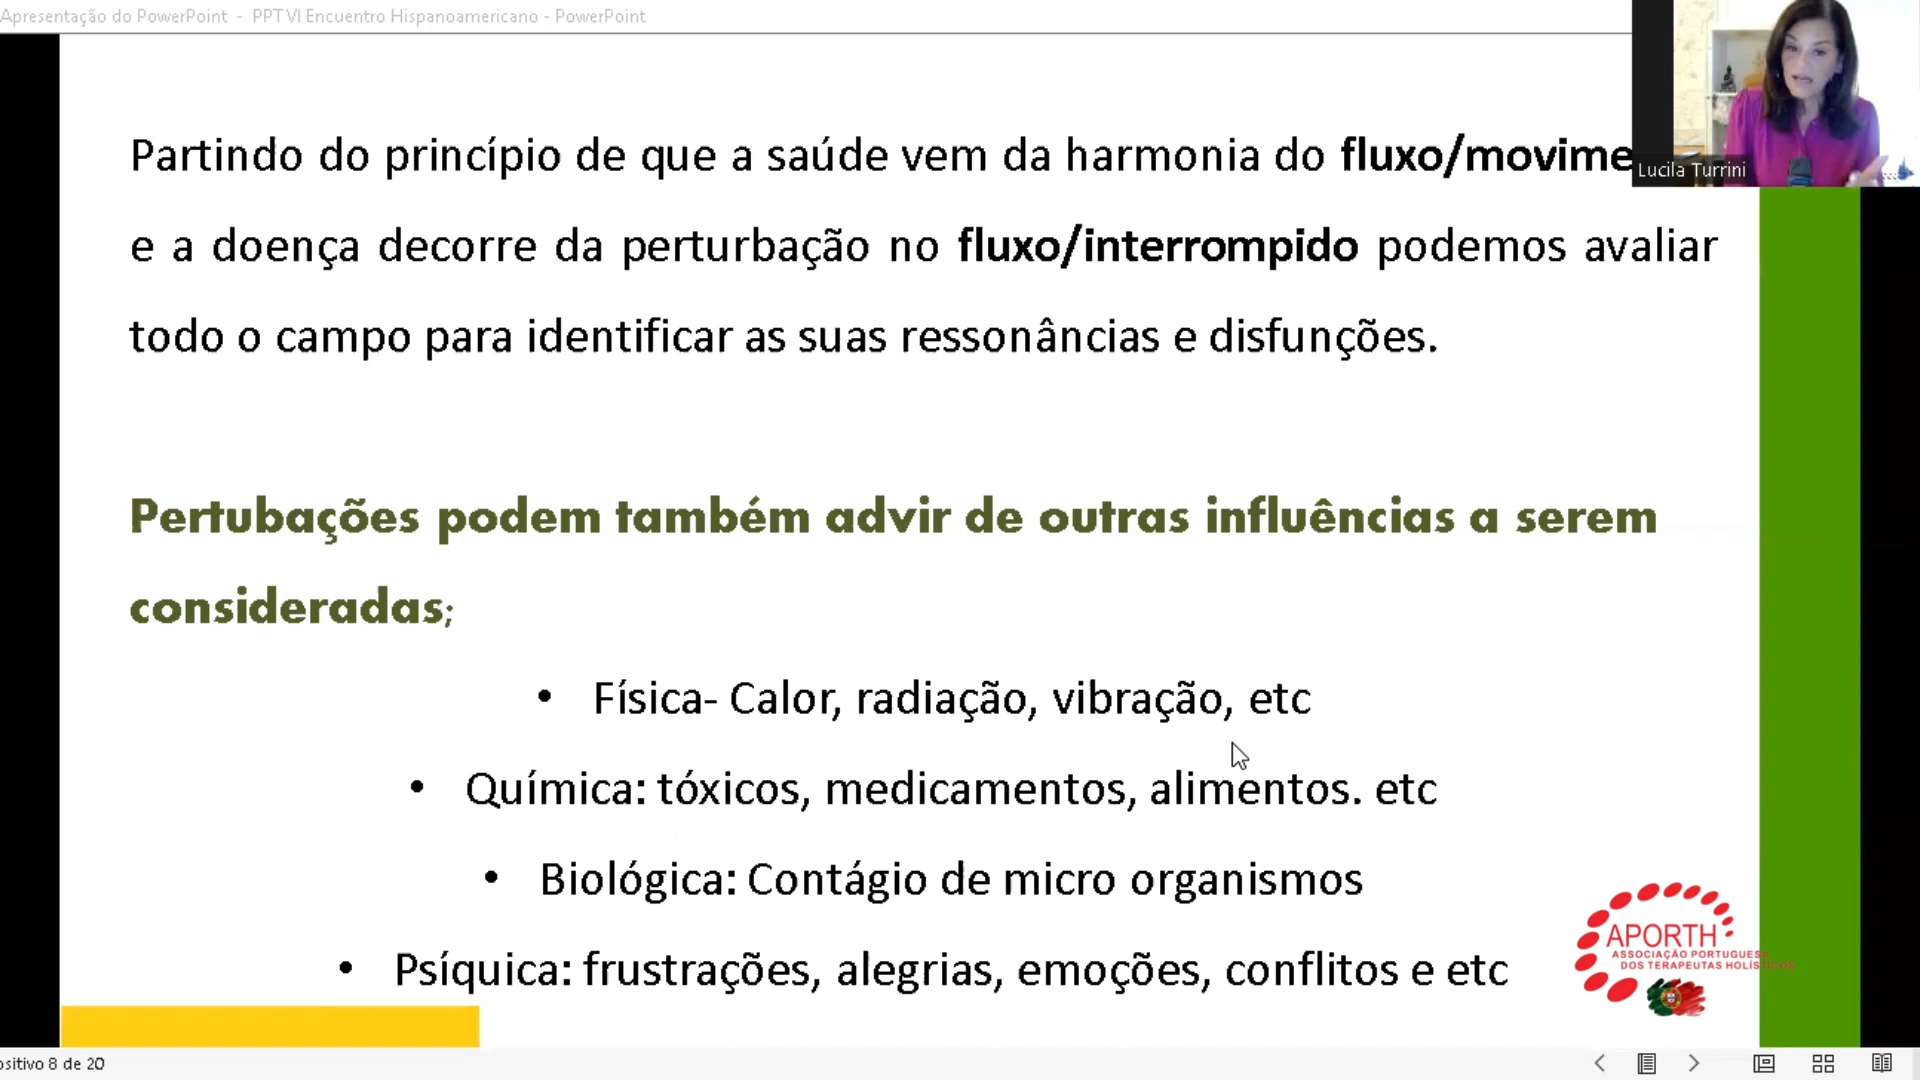 Apresentação do PowerPoint - PPT VI Encuentro Hispanoamericano - PowerPoint
Lucila Turrini
Partindo do princípio de que a saúde vem da harmonia do fluxo/movime
e a doença decorre da perturbação no fluxo/interrompido podemos avaliar
todo o campo para identificar as suas ressonâncias e disfunções.
Pertubações podem também advir de outras influências a serem
consideradas;
• Física- Calor, radiação, vibração, etc
• Química: tóxicos, medicamentos, alimentos. etc
• Biológica: Contágio de micro organismos
• Psíquica: frustrações, alegrias, emoções, conflitos e etc
APORTH
ASSOCIAÇÃO PORTUGUESA
DOS TERAPEUTAS HOLÍSTICOS
ositivo 8 de 20